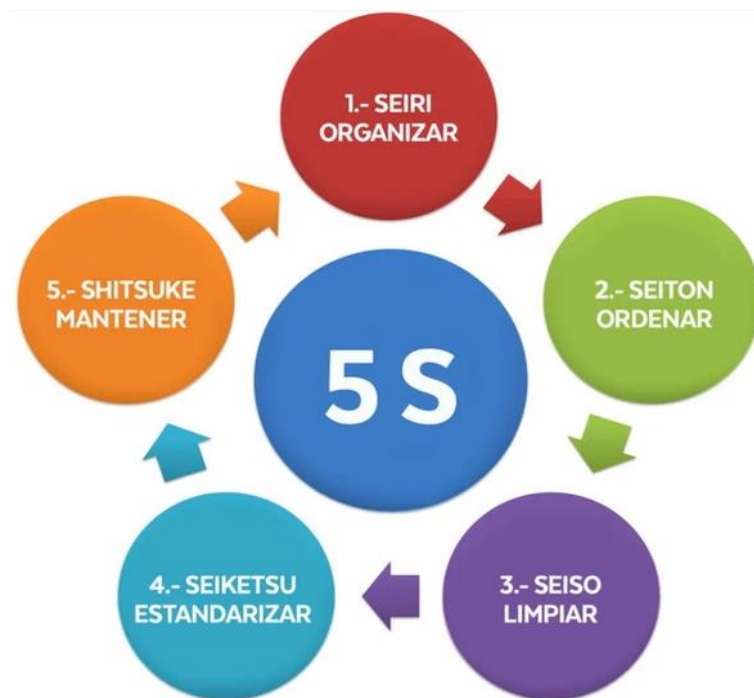 1.- SEIRI
ORGANIZAR
2.- SEITON
ORDENAR
3.- SEISO
LIMPIAR
4.- SEIKETSU
ESTANDARIZAR
5.- SHITSUKE
MANTENER
5 S